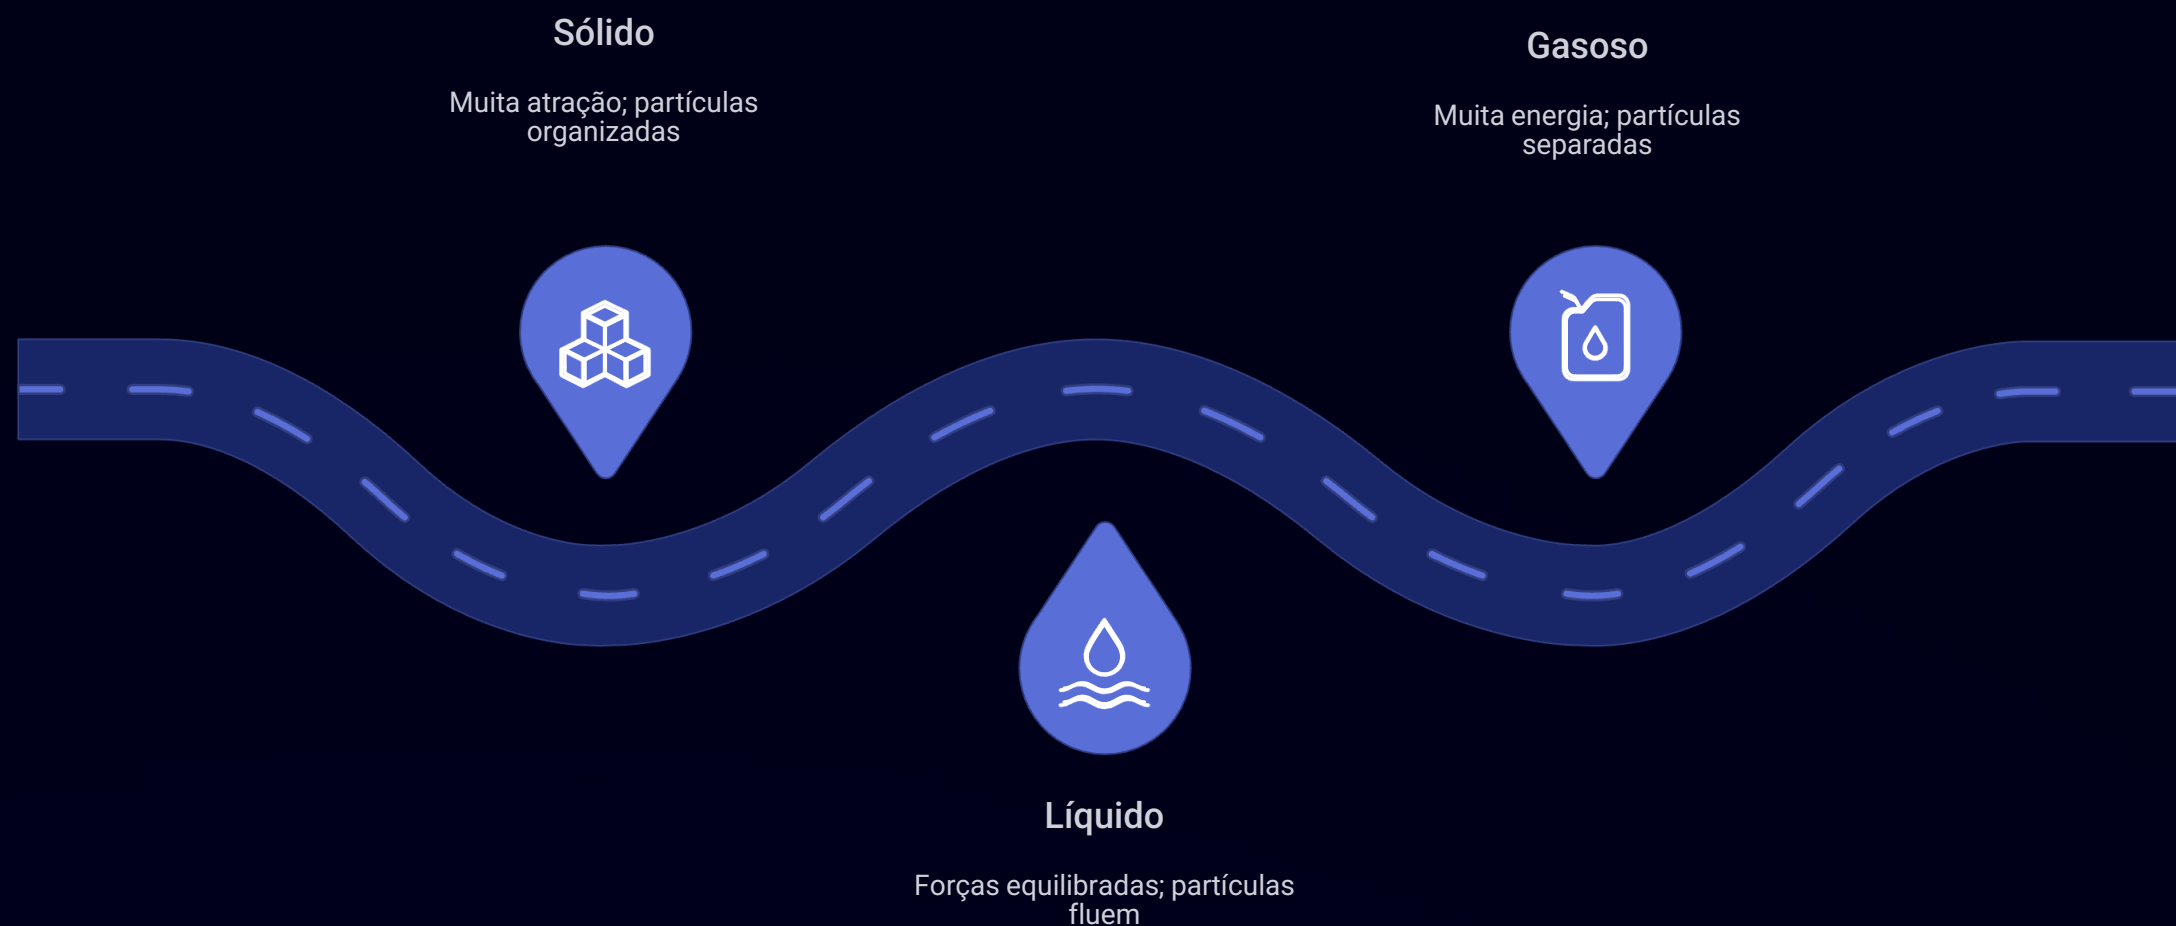 Sólido
Muita atração; partículas
organizadas
Gasoso
Muita energia; partículas
separadas
Líquido
Forças equilibradas; partículas
fluem